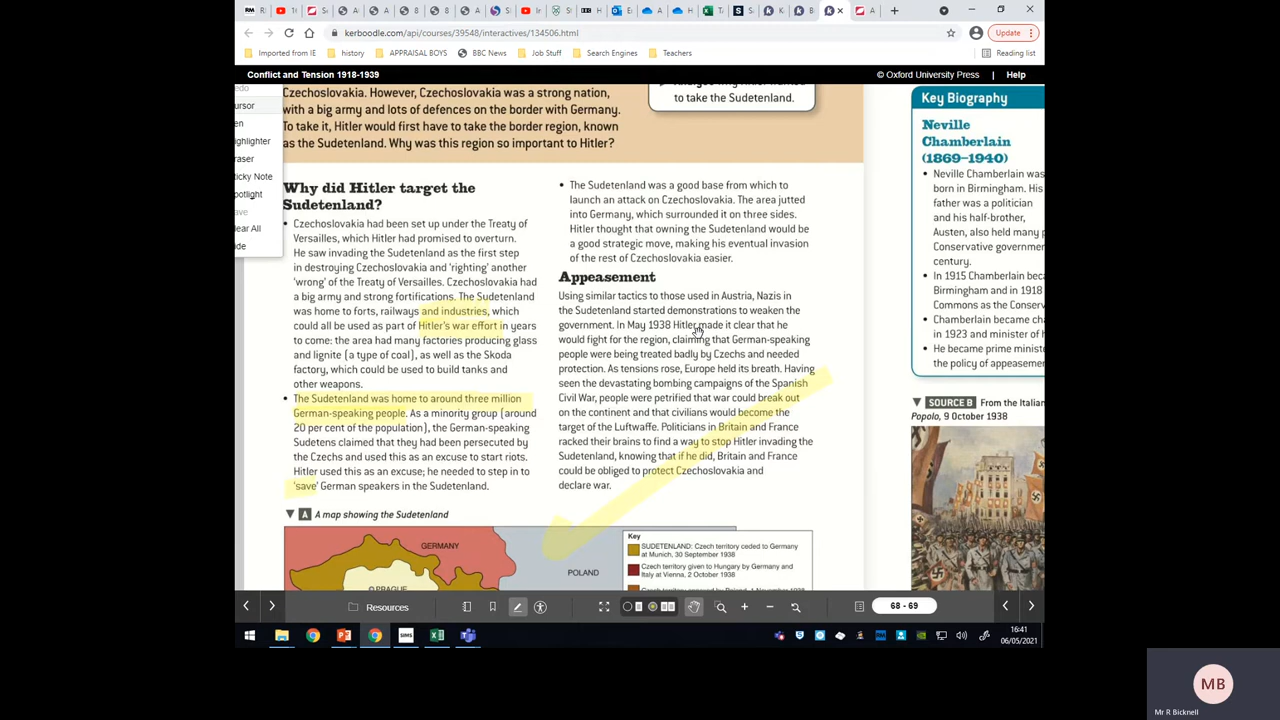 kerboodle.com/api/courses/39548/interactives/134506.html
Update
Imported from IE
history
APPRAISAL BOYS
BBC News
Job Stuff
Search Engines
Teachers
Reading list
Conflict and Tension 1918-1939
© Oxford University Press | Help
edo
ursor
en
ighlighter
raser
ticky Note
potlight
ave
lear All
ide
Czechoslovakia. However, Czechoslovakia was a strong nation,
with a big army and lots of defences on the border with Germany.
To take it, Hitler would first have to take the border region, known
as the Sudetenland. Why was this region so important to Hitler?
to take the Sudetenland.
Why did Hitler target the
Sudetenland?
• Czechoslovakia had been set up under the Treaty of
Versailles, which Hitler had promised to overturn.
He saw invading the Sudetenland as the first step
in destroying Czechoslovakia and 'righting' another
'wrong' of the Treaty of Versailles. Czechoslovakia had
a big army and strong fortifications. The Sudetenland
was home to forts, railways and industries, which
could all be used as part of Hitler's war effort in years
to come: the area had many factories producing glass
and lignite (a type of coal), as well as the Skoda
factory, which could be used to build tanks and
other weapons.
• The Sudetenland was home to around three million
German-speaking people. As a minority group (around
20 per cent of the population), the German-speaking
Sudetens claimed that they had been persecuted by
the Czechs and used this as an excuse to start riots.
Hitler used this as an excuse; he needed to step in to
'save' German speakers in the Sudetenland.
• The Sudetenland was a good base from which to
launch an attack on Czechoslovakia. The area jutted
into Germany, which surrounded it on three sides.
Hitler thought that owning the Sudetenland would be
a good strategic move, making his eventual invasion
of the rest of Czechoslovakia easier.
Appeasement
Using similar tactics to those used in Austria, Nazis in
the Sudetenland started demonstrations to weaken the
government. In May 1938 Hitler made it clear that he
would fight for the region, claiming that German-speaking
people were being treated badly by Czechs and needed
protection. As tensions rose, Europe held its breath. Having
seen the devastating bombing campaigns of the Spanish
Civil War, people were petrified that war could break out
on the continent and that civilians would become the
target of the Luftwaffe. Politicians in Britain and France
racked their brains to find a way to stop Hitler invading the
Sudetenland, knowing that if he did, Britain and France
could be obliged to protect Czechoslovakia and
declare war.
▼ A A map showing the Sudetenland
GERMANY
POLAND
PRAGUE
Key
SUDETENLAND: Czech territory ceded to Germany
at Munich, 30 September 1938
Czech territory given to Hungary by Germany and
Italy at Vienna, 2 October 1938
Key Biography
Neville
Chamberlain
(1869–1940)
• Neville Chamberlain was
born in Birmingham. His
father was a politician
and his half-brother,
Austen, also held many p
Conservative governmen
century.
• In 1915 Chamberlain beca
Birmingham and in 1918
Commons as the Conserv
• Chamberlain became cha
in 1923 and minister of h
• He became prime ministe
the policy of appeasemen
▼ SOURCE B From the Italian
Popolo, 9 October 1938
Resources
68 - 69
16:41
06/05/2021
MB
Mr R Bicknell